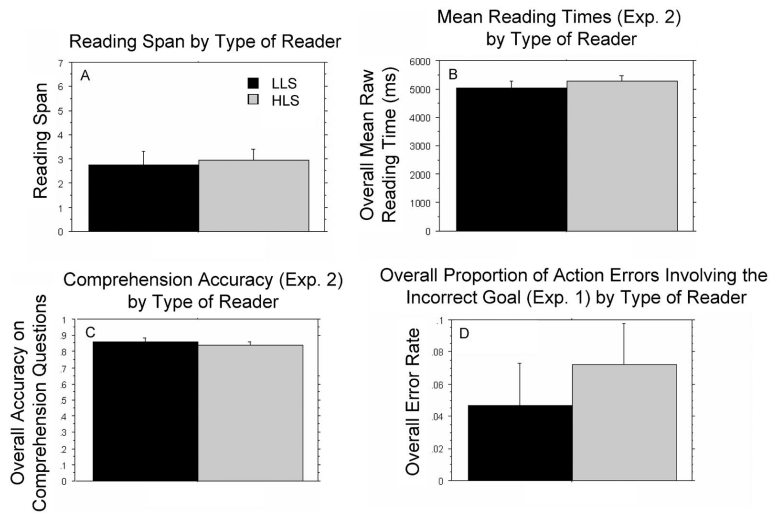 Reading Span by Type of Reader
A
LLS
HLS
Reading Span
7
6
5
4
3
2
1
0
Mean Reading Times (Exp. 2)
by Type of Reader
B
Overall Mean Raw
Reading Time (ms)
6000
5000
4000
3000
2000
1000
0
Comprehension Accuracy (Exp. 2)
by Type of Reader
C
Overall Accuracy on
Comprehension Questions
1
.9
.8
.7
.6
.5
.4
.3
.2
.1
0
Overall Proportion of Action Errors Involving the
Incorrect Goal (Exp. 1) by Type of Reader
D
Overall Error Rate
.1
.08
.06
.04
.02
0